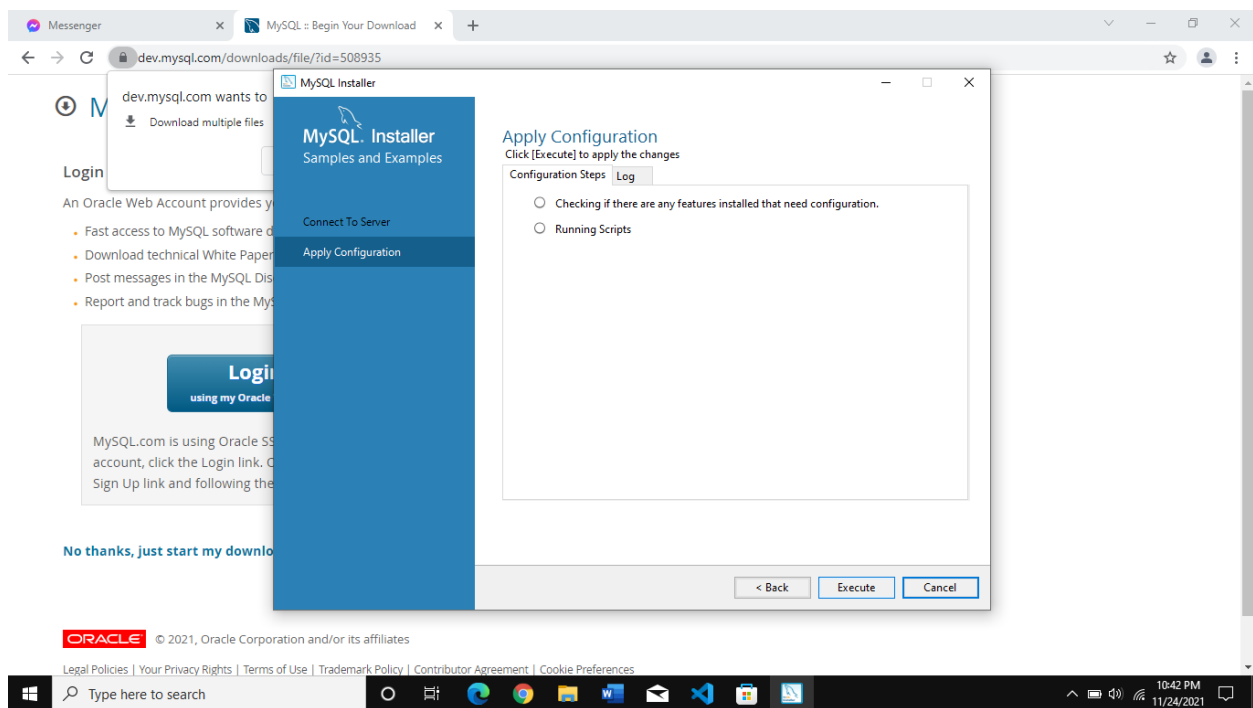 Messenger
MySQL :: Begin Your Download
dev.mysql.com/downloads/file/?id=508935
dev.mysql.com wants to
Download multiple files
M
Login
An Oracle Web Account provides y
Fast access to MySQL software d
Download technical White Paper
Post messages in the MySQL Dis
Report and track bugs in the MyS
Login
using my Oracle
MySQL.com is using Oracle SS
account, click the Login link. O
Sign Up link and following the
No thanks, just start my downlo
ORACLE © 2021, Oracle Corporation and/or its affiliates
Legal Policies | Your Privacy Rights | Terms of Use | Trademark Policy | Contributor Agreement | Cookie Preferences
MySQL Installer
MySQL. Installer
Samples and Examples
Connect To Server
Apply Configuration
Apply Configuration
Click [Execute] to apply the changes
Configuration Steps Log
Checking if there are any features installed that need configuration.
Running Scripts
< Back Execute Cancel
Type here to search
10:42 PM
11/24/2021